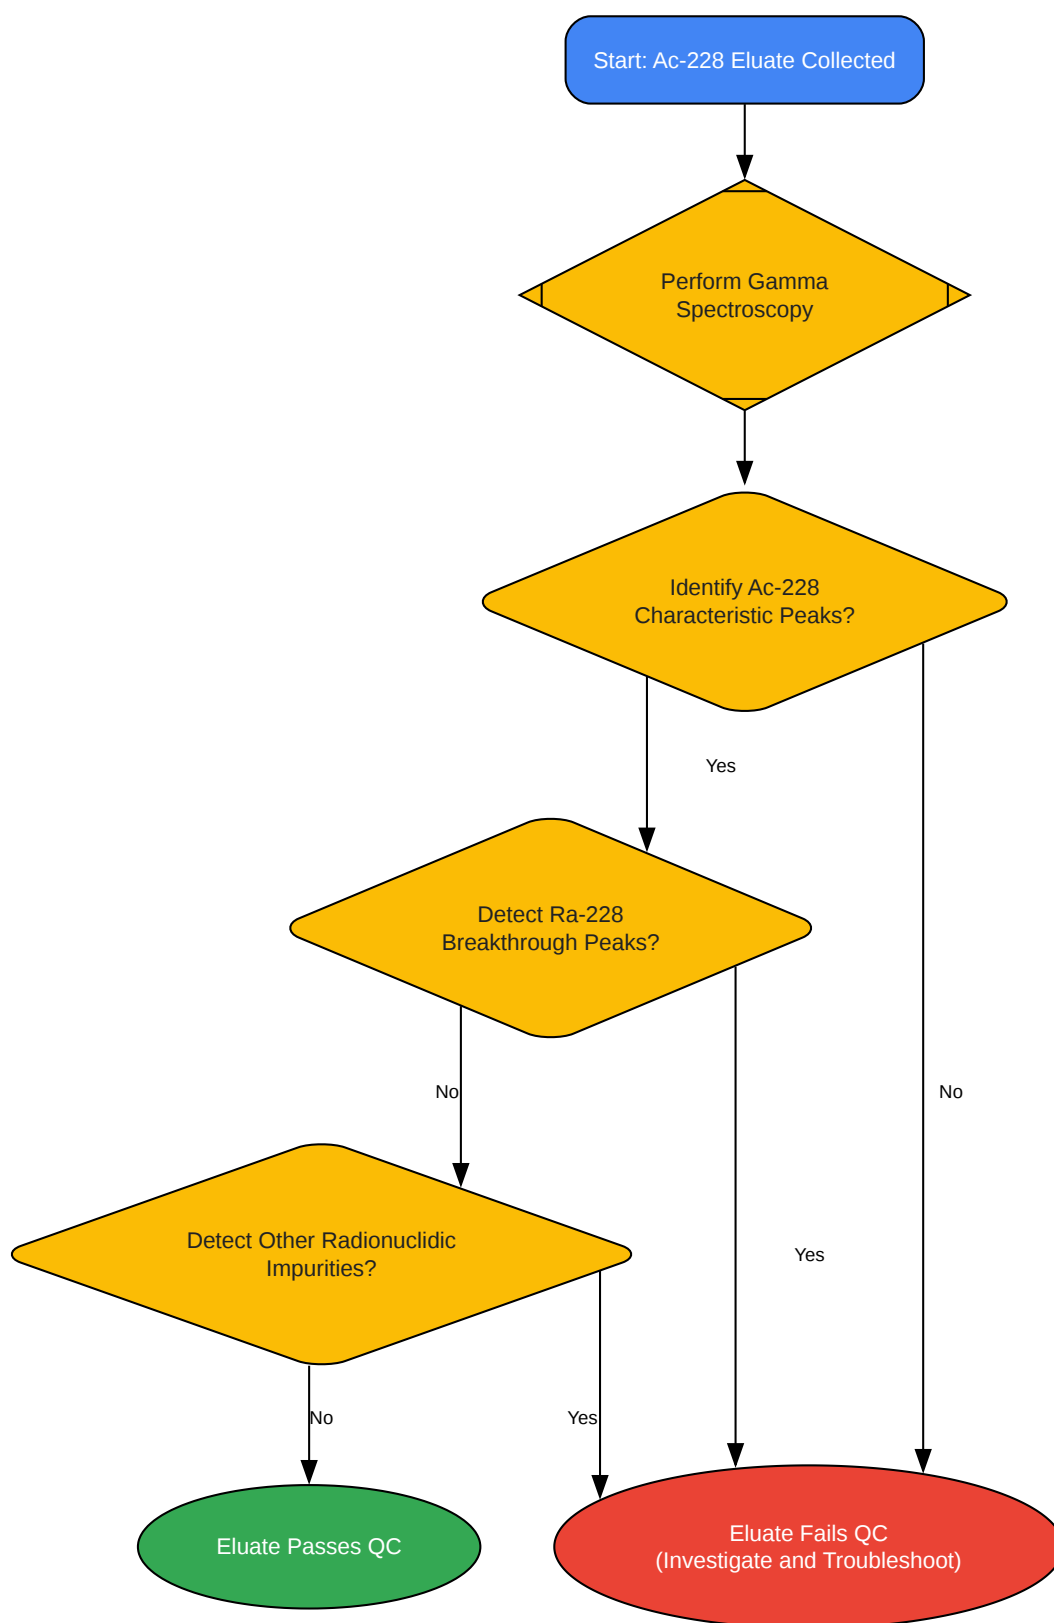 Start: Ac-228 Eluate Collected
Perform Gamma
Spectroscopy
Identify Ac-228
Characteristic Peaks?
Yes
Detect Ra-228
Breakthrough Peaks?
No
No
Detect Other Radionuclidic
Impurities?
Yes
No
Yes
Eluate Passes QC
Eluate Fails QC
(Investigate and Troubleshoot)